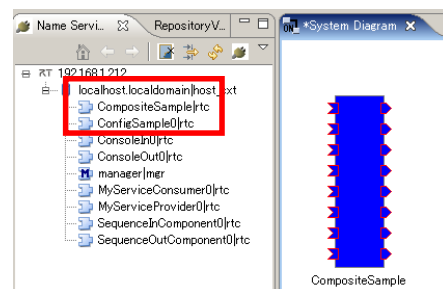 Name Servi...
RepositoryV...
*System Diagram
192.168.1.212
localhost.localdomain|host_cxt
CompositeSample|rtc
ConfigSample0|rtc
ConsoleIn0|rtc
ConsoleOut0|rtc
manager|mgr
MyServiceConsumer0|rtc
MyServiceProvider0|rtc
SequenceInComponent0|rtc
SequenceOutComponent0|rtc
CompositeSample